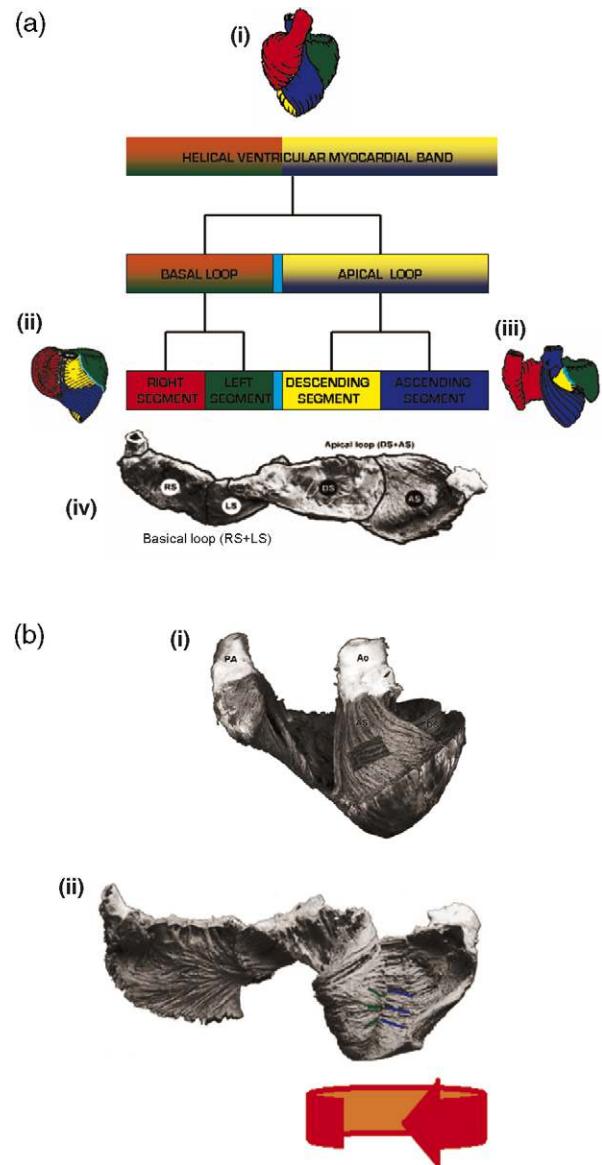 (a)
(i)
HELICAL VENTRICULAR MYOCARDIAL BAND
BASAL LOOP
APICAL LOOP
(ii)
(iii)
RIGHT SEGMENT
LEFT SEGMENT
DESCENDING SEGMENT
ASCENDING SEGMENT
Apical loop (DS+AS)
(iv)
RS
LS
DS
AS
Basical loop (RS+LS)
(b)
(i)
PA
Ao
AS
DS
(ii)